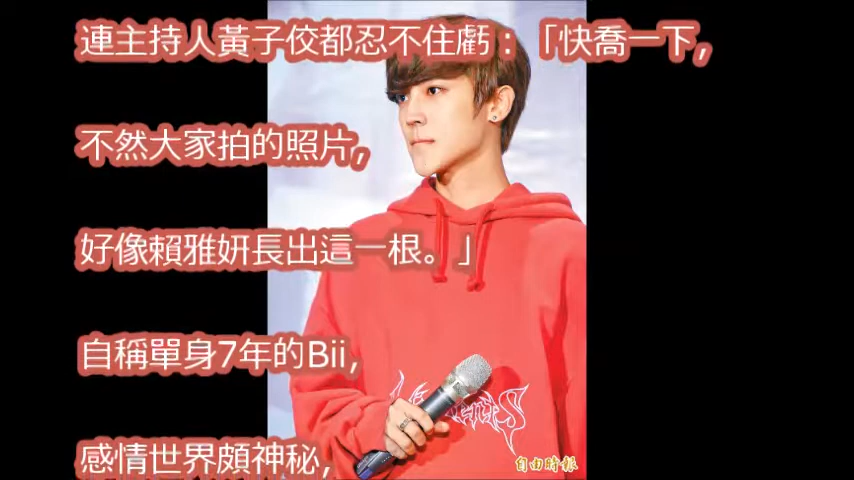 連主持人黃子佼都忍不住虧：「快喬一下，
不然大家拍的照片，
好像賴雅妍長出這一根。」
自稱單身7年的Bii，
感情世界頗神秘，
自由時報